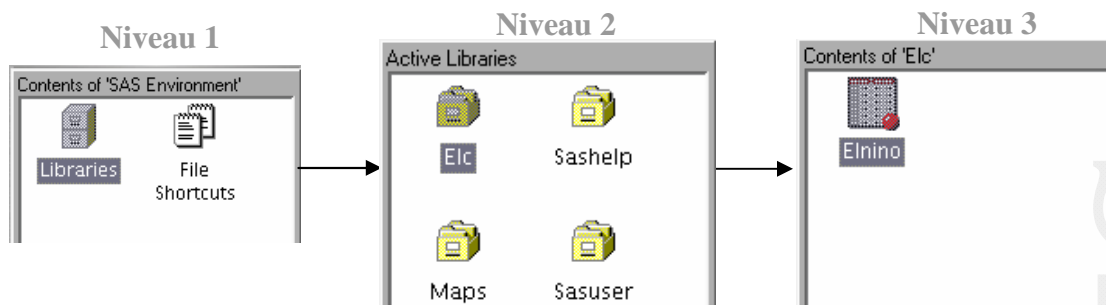 Niveau 1
Contents of 'SAS Environment'
Libraries
File
Shortcuts
Niveau 2
Active Libraries
Elc
Sashelp
Maps
Sasuser
Niveau 3
Contents of 'Elc'
Elnino